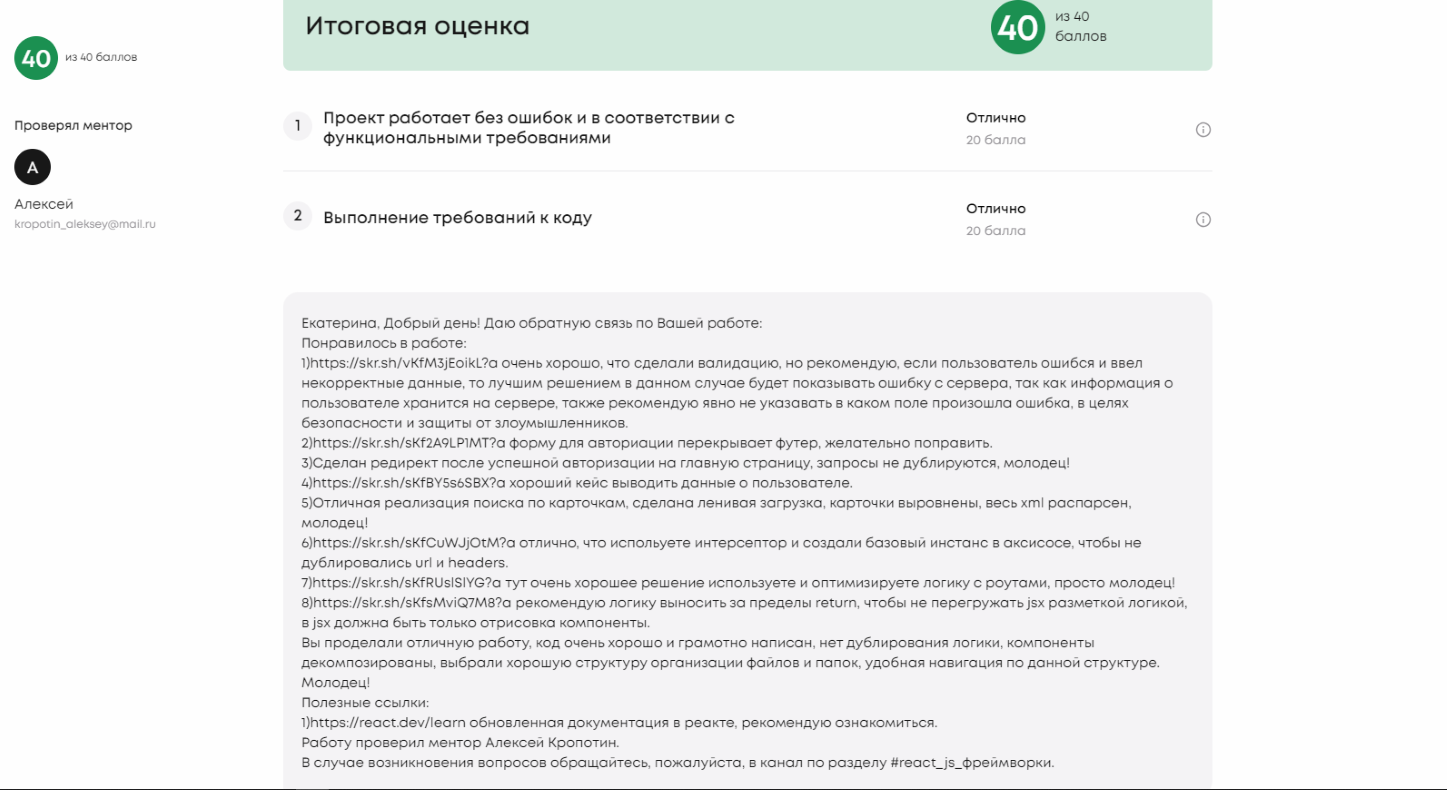 40 из 40 баллов
Проверял ментор
А
Алексей
kropotin_aleksey@mail.ru
Итоговая оценка
40 из 40
баллов
1 Проект работает без ошибок и в соответствии с
функциональными требованиями
Отлично
20 балла
2 Выполнение требований к коду
Отлично
20 балла
Екатерина, Добрый день! Даю обратную связь по Вашей работе:
Понравилось в работе:
1)https://skr.sh/vKfM3jEoikL?a очень хорошо, что сделали валидацию, но рекомендую, если пользователь ошибся и ввел
некорректные данные, то лучшим решением в данном случае будет показывать ошибку с сервера, так как информация о
пользователе хранится на сервере, также рекомендую явно не указавать в каком поле произошла ошибка, в целях
безопасности и защиты от злоумышленников.
2)https://skr.sh/sKf2A9LP1MT?a форму для авториации перекрывает футер, желательно поправить.
3)Сделан редирект после успешной авторизации на главную страницу, запросы не дублируются, молодец!
4)https://skr.sh/sKfBY5s6SBX?a хороший кейс выводить данные о пользователе.
5)Отличная реализация поиска по карточкам, сделана ленивая загрузка, карточки выровнены, весь xml распарсен,
молодец!
6)https://skr.sh/sKfCuWJjOtM?a отлично, что испольуете интерсептор и создали базовый инстанс в аксисосе, чтобы не
дублировались url и headers.
7)https://skr.sh/sKfRUslSlYG?a тут очень хорошее решение используете и оптимизируете логику с роутами, просто молодец!
8)https://skr.sh/sKfsMviQ7M8?a рекомендую логику выносить за пределы return, чтобы не перегружать jsx разметкой логикой,
в jsx должна быть только отрисовка компоненты.
Вы проделали отличную работу, код очень хорошо и грамотно написан, нет дублирования логики, компоненты
декомпозированы, выбрали хорошую структуру организации файлов и папок, удобная навигация по данной структуре.
Молодец!
Полезные ссылки:
1)https://react.dev/learn обновленная документация в реакте, рекомендую ознакомиться.
Работу проверил ментор Алексей Кропотин.
В случае возникновения вопросов обращайтесь, пожалуйста, в канал по разделу #react_js_фреймворки.